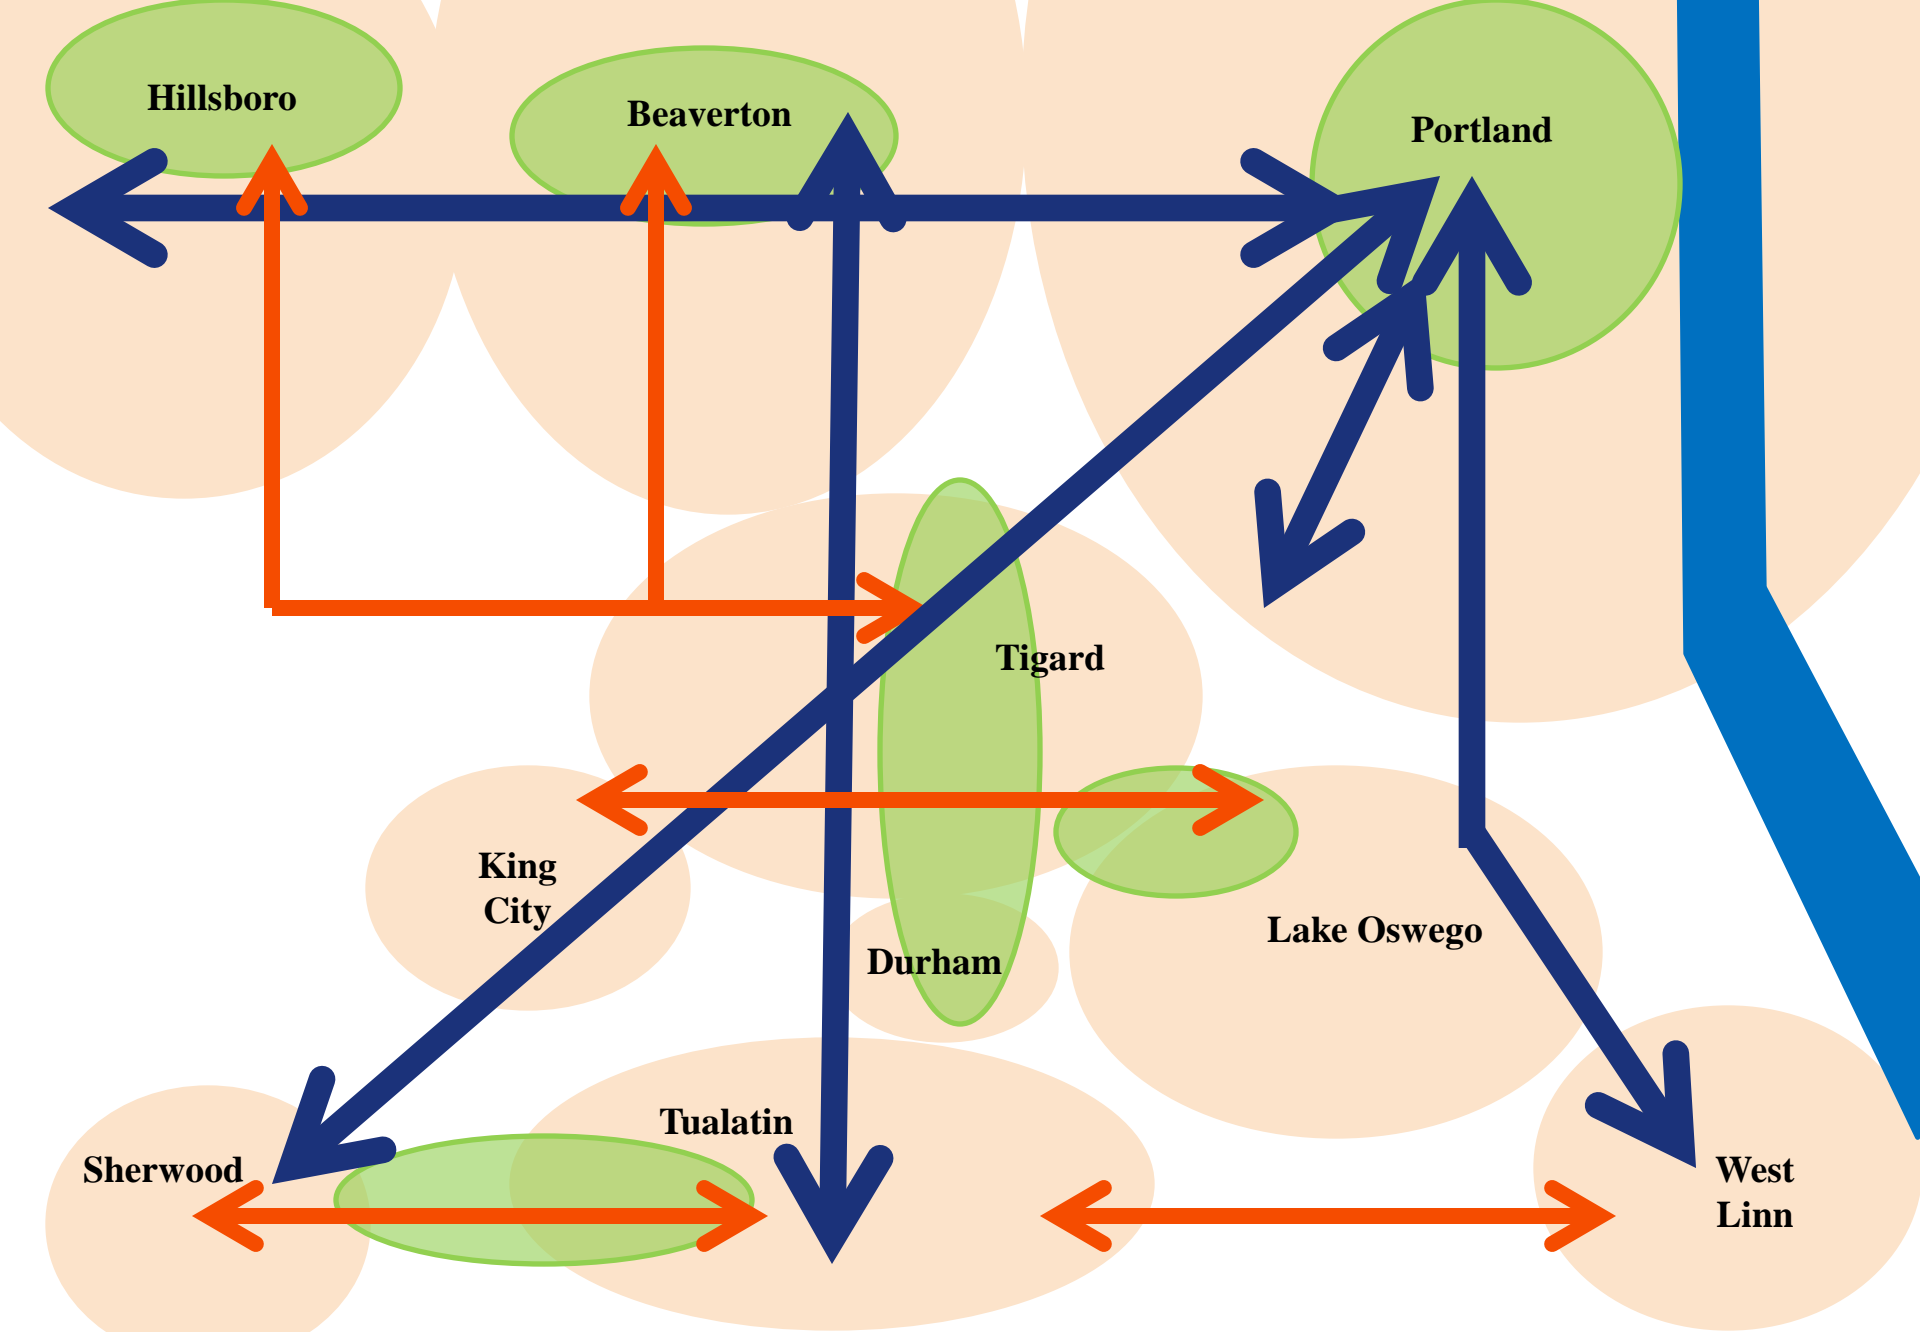 Hillsboro
Beaverton
Portland
Tigard
King
City
Lake Oswego
Durham
Tualatin
Sherwood
West
Linn